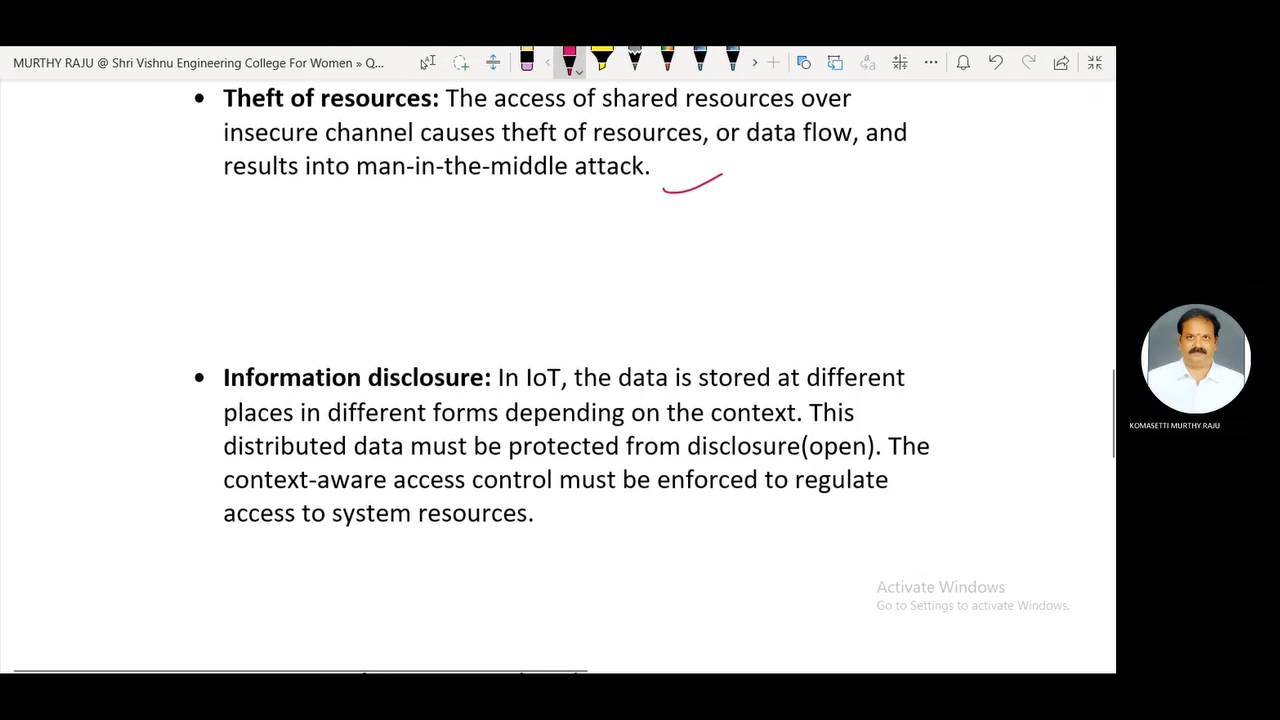 MURTHY RAJU @ Shri Vishnu Engineering College For Women » Q...
• Theft of resources: The access of shared resources over
insecure channel causes theft of resources, or data flow, and
results into man-in-the-middle attack.
• Information disclosure: In IoT, the data is stored at different
places in different forms depending on the context. This
distributed data must be protected from disclosure(open). The
context-aware access control must be enforced to regulate
access to system resources.
KOMASETTI MURTHY RAJU
Activate Windows
Go to Settings to activate Windows.